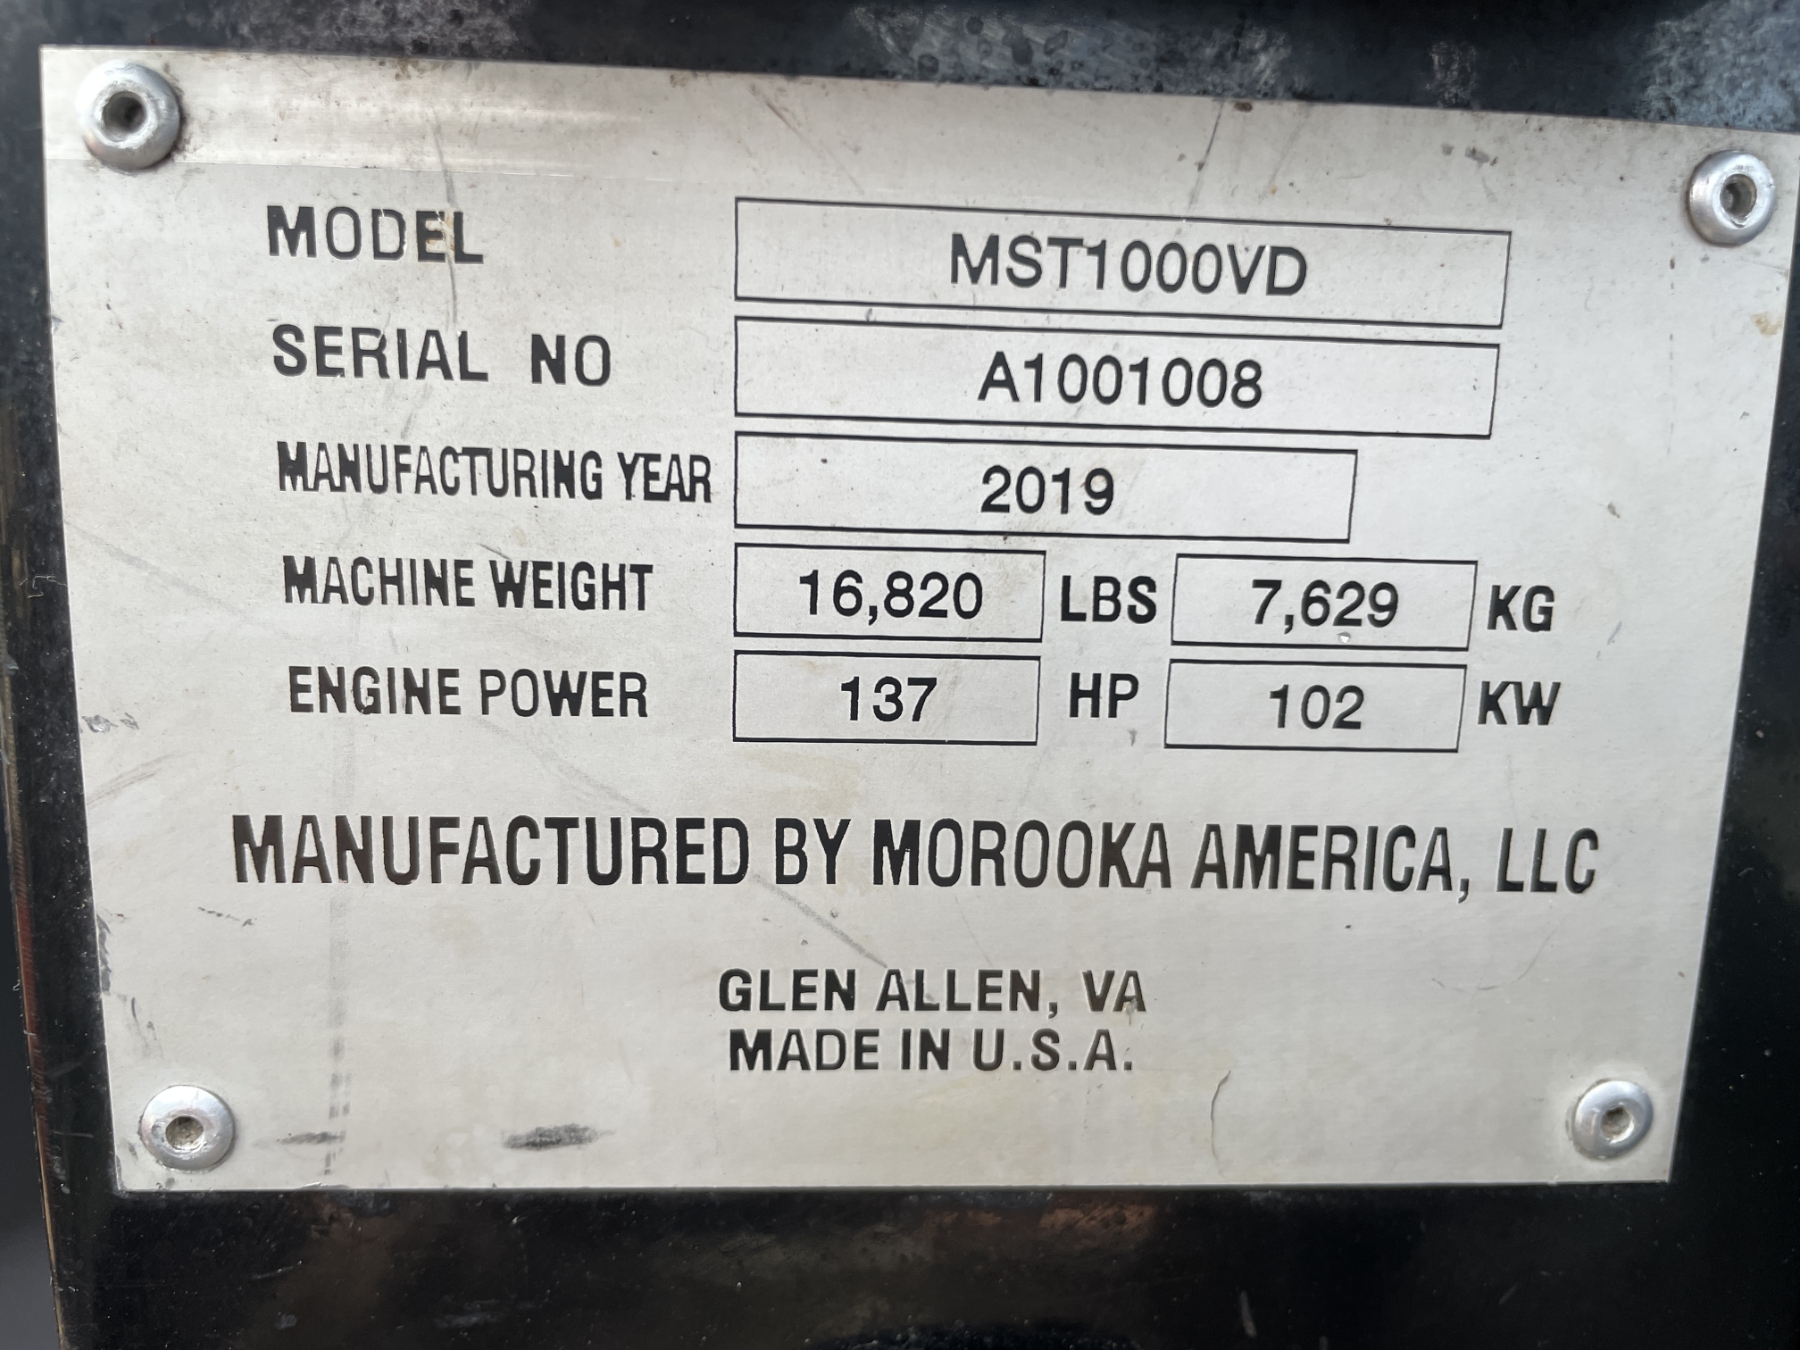 MODEL MST1000VD
SERIAL NO A1001008
MANUFACTURING YEAR 2019
MACHINE WEIGHT 16,820 LBS 7,629 KG
ENGINE POWER 137 HP 102 KW
MANUFACTURED BY MOROOKA AMERICA, LLC
GLEN ALLEN, VA
MADE IN U.S.A.